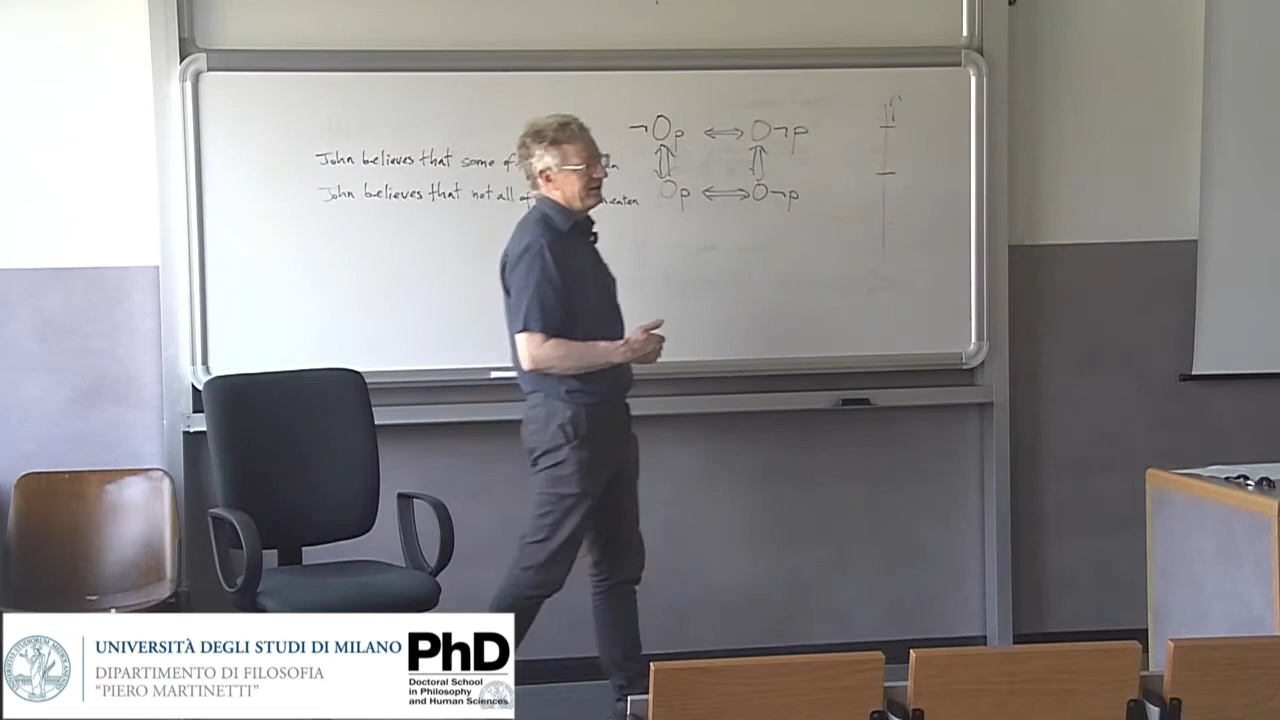 John believes that some of
John believes that not all of eaten
¬Op ⟺ O¬p
⇑ ⇑
Op ⟺ O¬p
UNIVERSITÀ DEGLI STUDI DI MILANO
DIPARTIMENTO DI FILOSOFIA
“PIERO MARTINETTI”
PhD
Doctoral School
in Philosophy
and Human Sciences